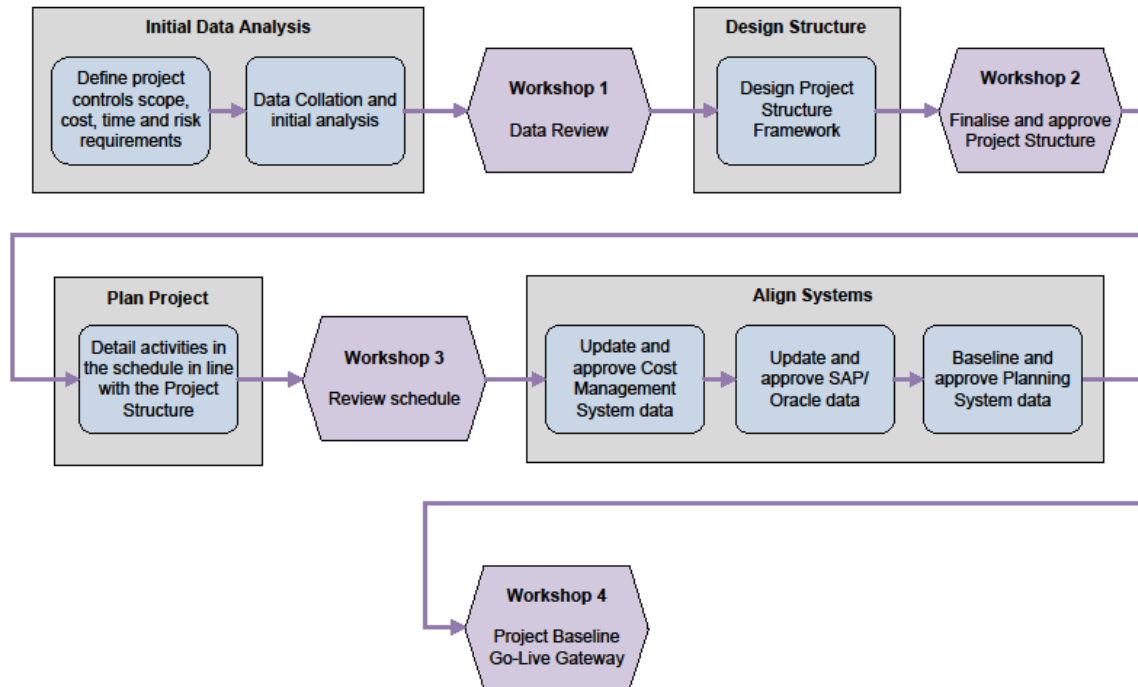 Initial Data Analysis
Define project
controls scope,
cost, time and risk
requirements
Data Collation and
initial analysis
Workshop 1
Data Review
Design Structure
Design Project
Structure
Framework
Workshop 2
Finalise and approve
Project Structure
Plan Project
Detail activities in
the schedule in line
with the Project
Structure
Workshop 3
Review schedule
Align Systems
Update and
approve Cost
Management
System data
Update and
approve SAP/
Oracle data
Baseline and
approve Planning
System data
Workshop 4
Project Baseline
Go-Live Gateway